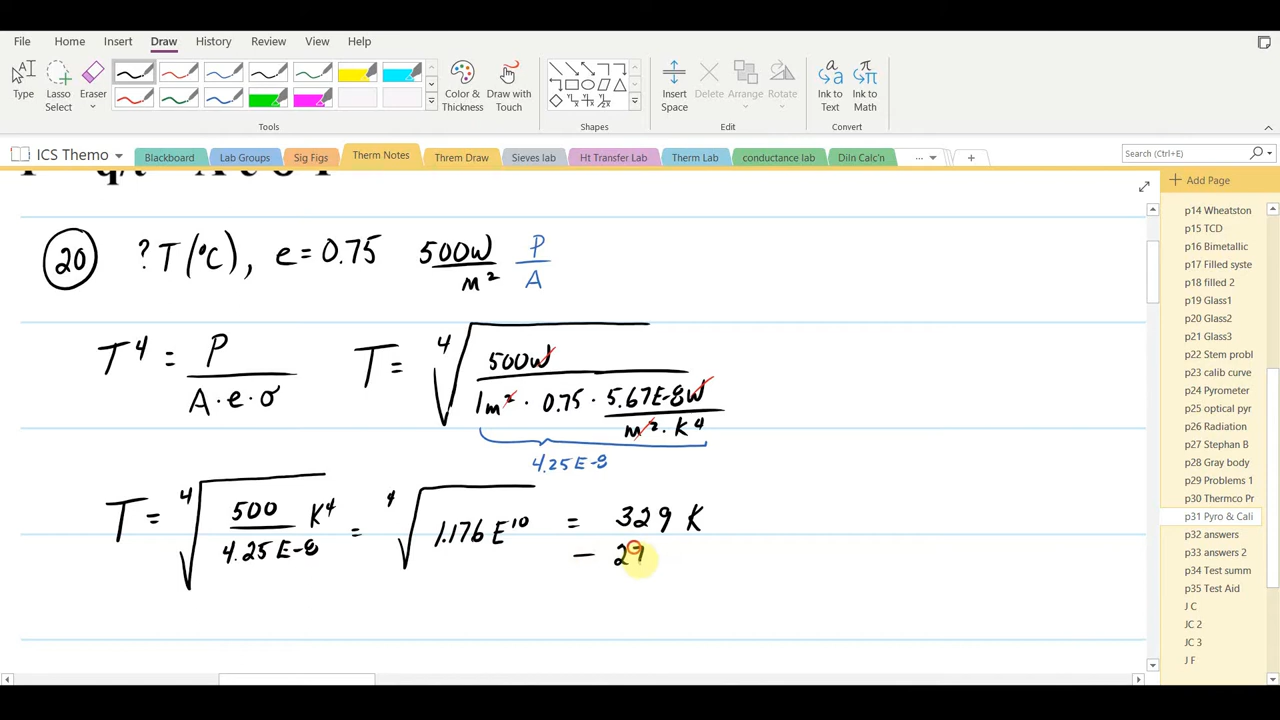 File Home Insert Draw History Review View Help
Type Lasso Select Eraser Color & Thickness Draw with Touch Insert Space Delete Arrange Rotate Ink to Text Ink to Math
Tools Shapes Edit Convert
ICS Themo Blackboard Lab Groups Sig Figs Therm Notes Threm Draw Sieves lab Ht Transfer Lab Therm Lab conductance lab Diln Calc'n ... Search (Ctrl+E)
Add Page
p14 Wheatston
p15 TCD
p16 Bimetallic
p17 Filled syste
p18 filled 2
p19 Glass1
p20 Glass2
p21 Glass3
p22 Stem probl
p23 calib curve
p24 Pyrometer
p25 optical pyr
p26 Radiation
p27 Stephan B
p28 Gray body
p29 Problems 1
p30 Thermco Pr
p31 Pyro & Cali
p32 answers
p33 answers 2
p34 Test summ
p35 Test Aid
J C
JC 2
JC 3
J F
20 ? T (°C), e = 0.75 500W/m² P/A
T⁴ = P/(A · e · σ) T = ⁴√(500W/(1m² · 0.75 · 5.67E-8W/(m² · K⁴)))
4.25 E-8
T = ⁴√(500/4.25 E-8 K⁴) = ⁴√(1.176 E¹⁰) = 329 K
− 27